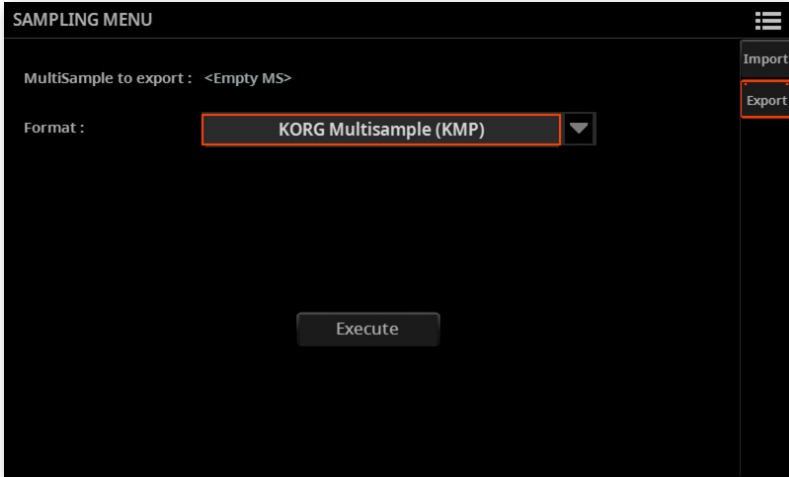 SAMPLING MENU
Import
MultiSample to export : <Empty MS>
Export
Format :
KORG Multisample (KMP)
Execute